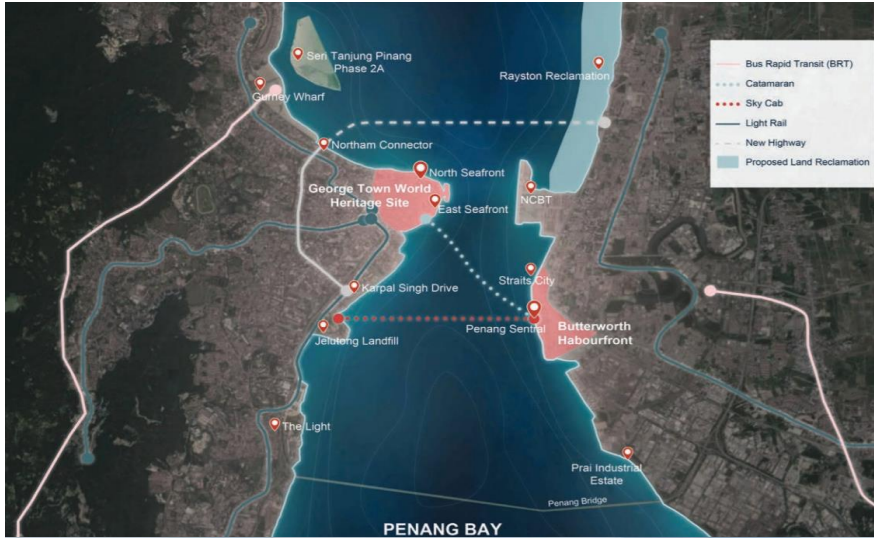 Seri Tanjung Pinang
Phase 2A
Gurney Wharf
Rayston Reclamation
Bus Rapid Transit (BRT)
Catamaran
Sky Cab
Light Rail
New Highway
Proposed Land Reclamation
Northam Connector
North Seafront
George Town World
Heritage Site
East Seafront
NCBT
Straits City
Karpal Singh Drive
Penang Sentral
Butterworth
Habourfront
Jelutong Landfill
The Light
Prai Industrial
Estate
Penang Bridge
PENANG BAY